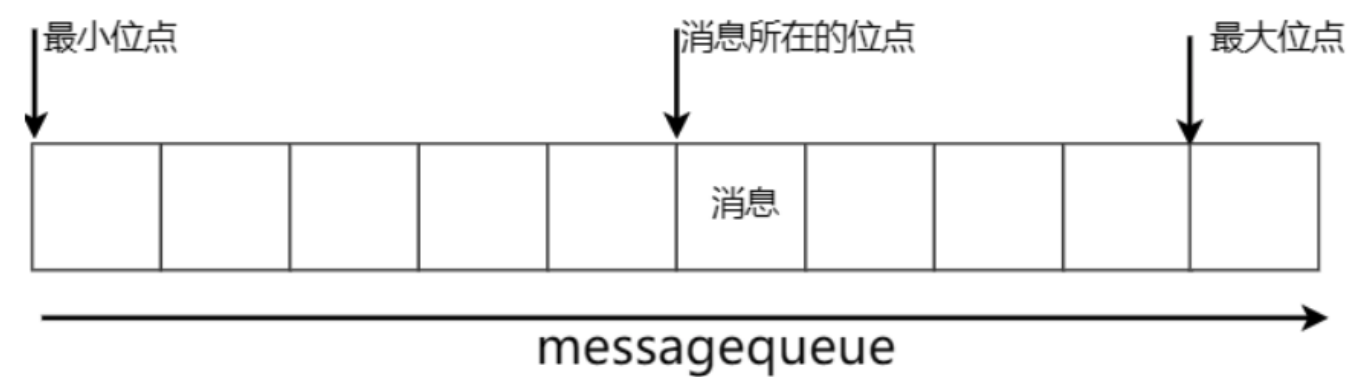 最小位点
消息所在的位点
最大位点
消息
messagequeue